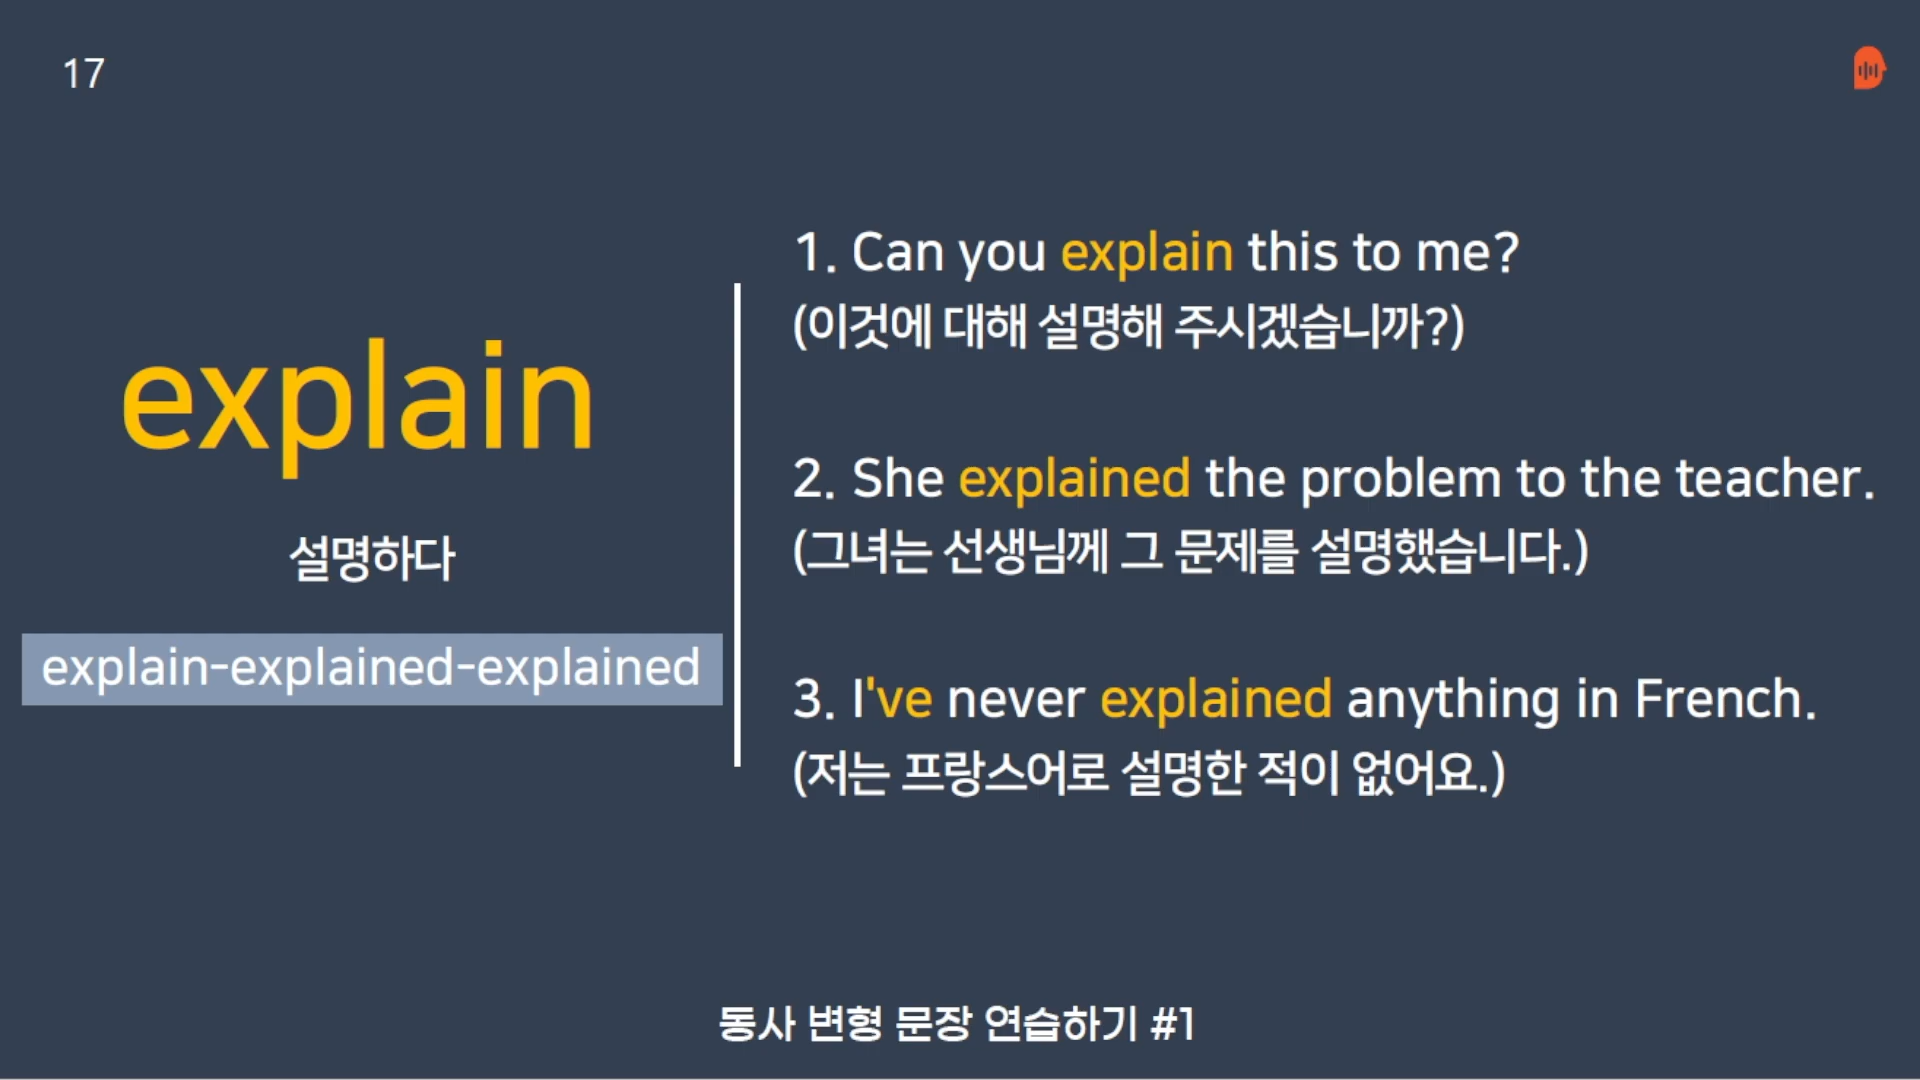 17
explain
설명하다
explain-explained-explained
1. Can you explain this to me?
(이것에 대해 설명해 주시겠습니까?)
2. She explained the problem to the teacher.
(그녀는 선생님께 그 문제를 설명했습니다.)
3. I've never explained anything in French.
(저는 프랑스어로 설명한 적이 없어요.)
동사 변형 문장 연습하기 #1